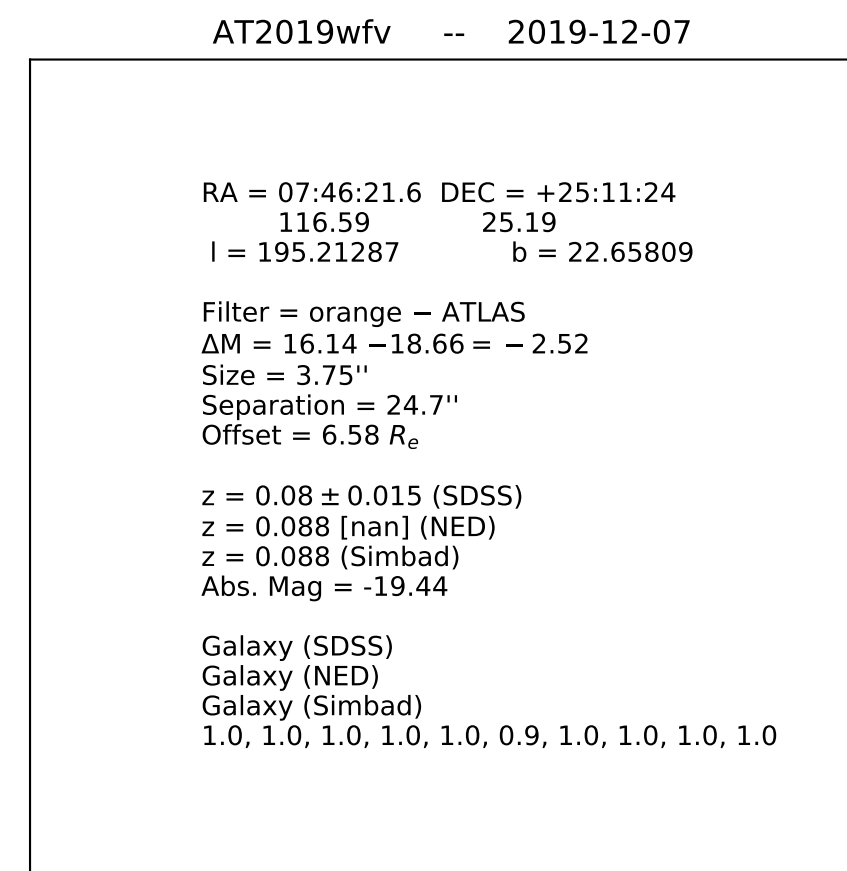 AT2019wfv -- 2019-12-07
RA = 07:46:21.6 DEC = +25:11:24
116.59 25.19
l = 195.21287 b = 22.65809
Filter = orange − ATLAS
ΔM = 16.14 −18.66 = − 2.52
Size = 3.75''
Separation = 24.7''
Offset = 6.58 Rₑ
z = 0.08 ± 0.015 (SDSS)
z = 0.088 [nan] (NED)
z = 0.088 (Simbad)
Abs. Mag = -19.44
Galaxy (SDSS)
Galaxy (NED)
Galaxy (Simbad)
1.0, 1.0, 1.0, 1.0, 1.0, 0.9, 1.0, 1.0, 1.0, 1.0